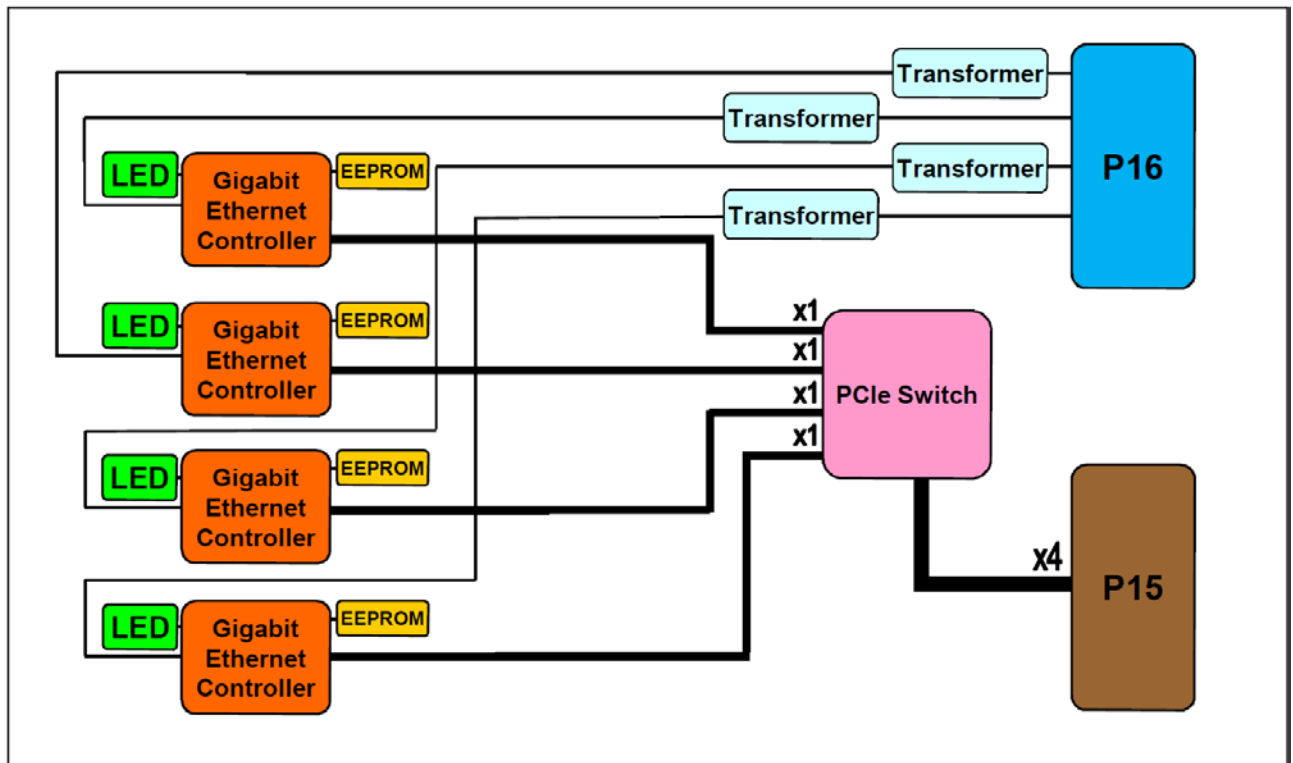 Transformer
Transformer
Transformer
Transformer
P16
LED
Gigabit
Ethernet
Controller
EEPROM
LED
Gigabit
Ethernet
Controller
EEPROM
LED
Gigabit
Ethernet
Controller
EEPROM
LED
Gigabit
Ethernet
Controller
EEPROM
x1
x1
x1
x1
PCIe Switch
x4
P15